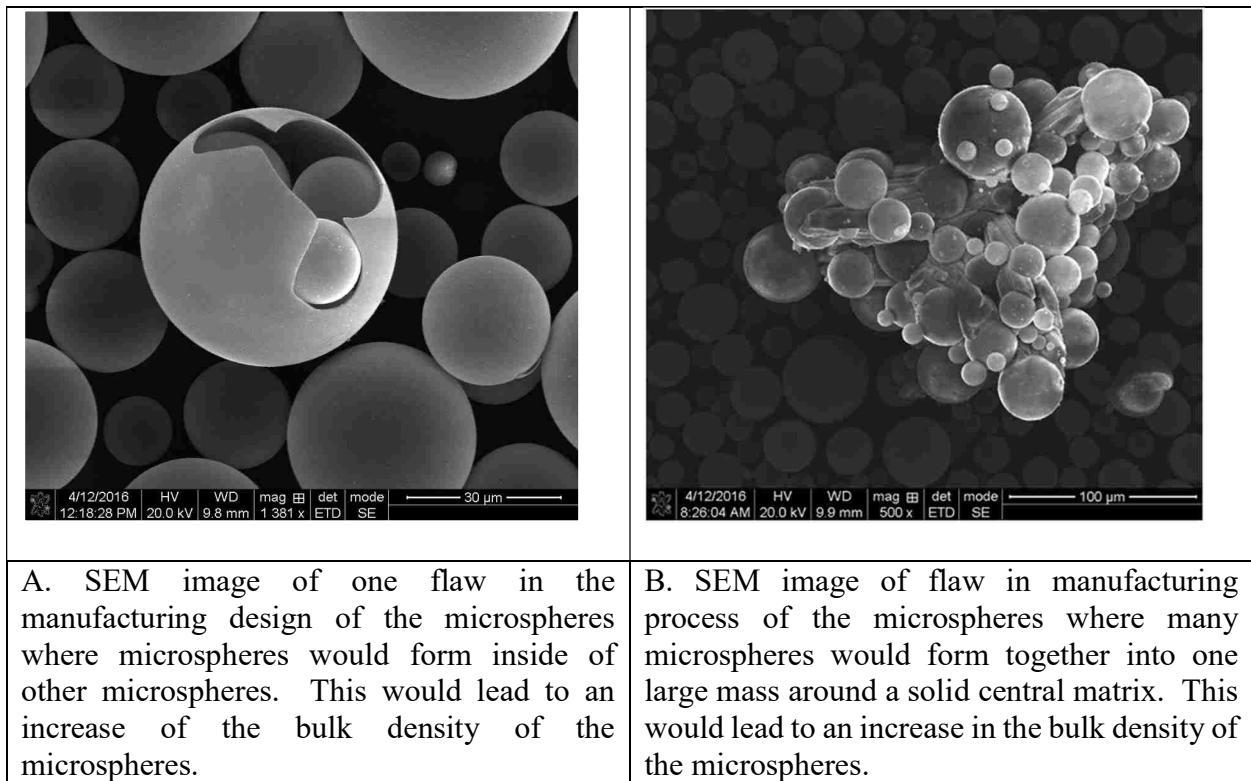 4/12/2016 HV WD mag det mode
12:18:28 PM 20.0 kV 9.8 mm 1 381 x ETD SE
30 µm
4/12/2016 HV WD mag det mode
8:26:04 AM 20.0 kV 9.9 mm 500 x ETD SE
100 µm
A. SEM image of one flaw in the
manufacturing design of the microspheres
where microspheres would form inside of
other microspheres. This would lead to an
increase of the bulk density of the
microspheres.
B. SEM image of flaw in manufacturing
process of the microspheres where many
microspheres would form together into one
large mass around a solid central matrix. This
would lead to an increase in the bulk density of
the microspheres.